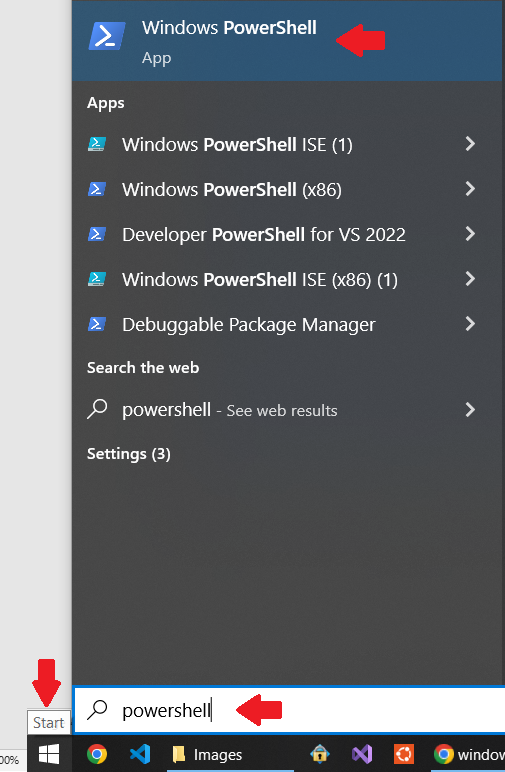 Windows PowerShell
App
Apps
Windows PowerShell ISE (1)
Windows PowerShell (x86)
Developer PowerShell for VS 2022
Windows PowerShell ISE (x86) (1)
Debuggable Package Manager
Search the web
powershell - See web results
Settings (3)
powershell
Start
00%
Images
window